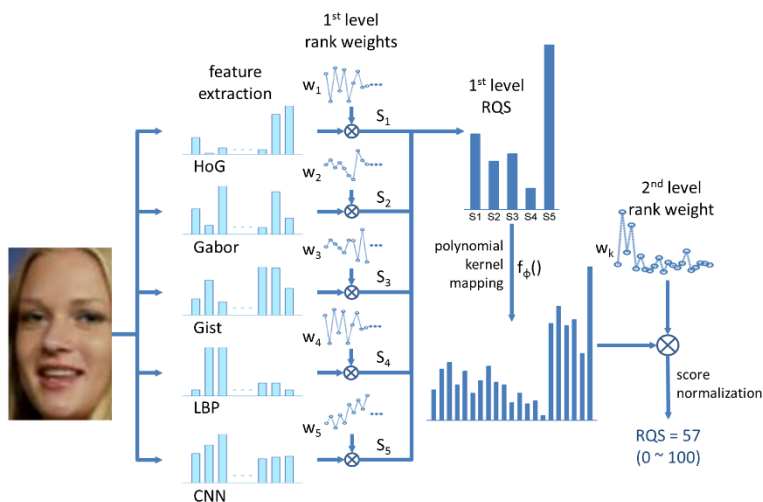 1st level
rank weights
feature
extraction
w1
S1
HoG
w2
S2
Gabor
w3
S3
Gist
w4
S4
LBP
w5
S5
CNN
1st level
RQS
S1 S2 S3 S4 S5
polynomial
kernel
mapping
fϕ()
2nd level
rank weight
wk
score
normalization
RQS = 57
(0 ~ 100)